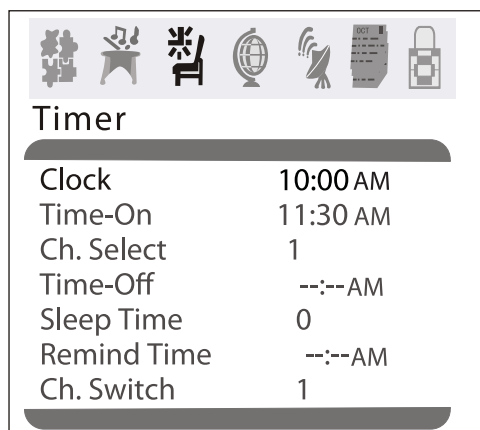 OCT
Timer
Clock 10:00 AM
Time-On 11:30 AM
Ch. Select 1
Time-Off --:-- AM
Sleep Time 0
Remind Time --:-- AM
Ch. Switch 1